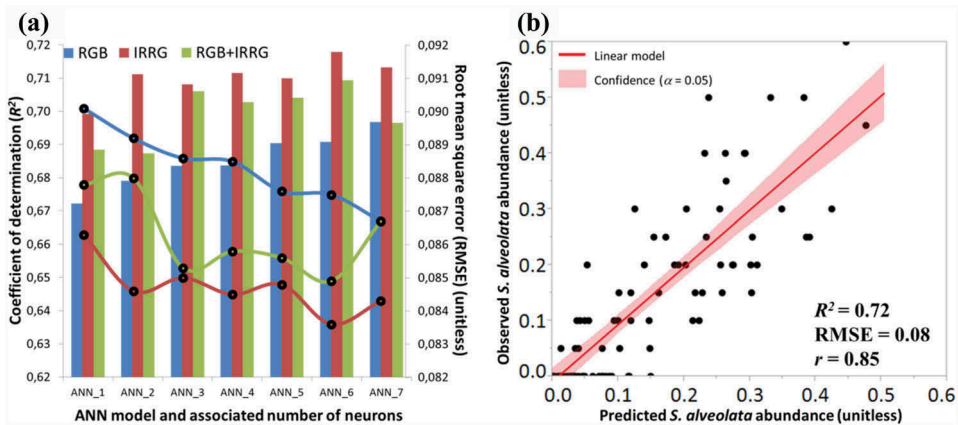 (a)
RGB IRRG RGB+IRRG
0,72
0,71
0,70
0,69
0,68
0,67
0,66
0,65
0,64
0,63
0,62
Coefficient of determination (R²)
0,092
0,091
0,090
0,089
0,088
0,087
0,086
0,085
0,084
0,083
0,082
Root mean square error (RMSE) (unitless)
ANN_1 ANN_2 ANN_3 ANN_4 ANN_5 ANN_6 ANN_7
ANN model and associated number of neurons
(b)
Linear model
Confidence (α = 0.05)
0.6
0.5
0.4
0.3
0.2
0.1
0.0
Observed S. alveolata abundance (unitless)
R² = 0.72
RMSE = 0.08
r = 0.85
0.0 0.1 0.2 0.3 0.4 0.5 0.6
Predicted S. alveolata abundance (unitless)